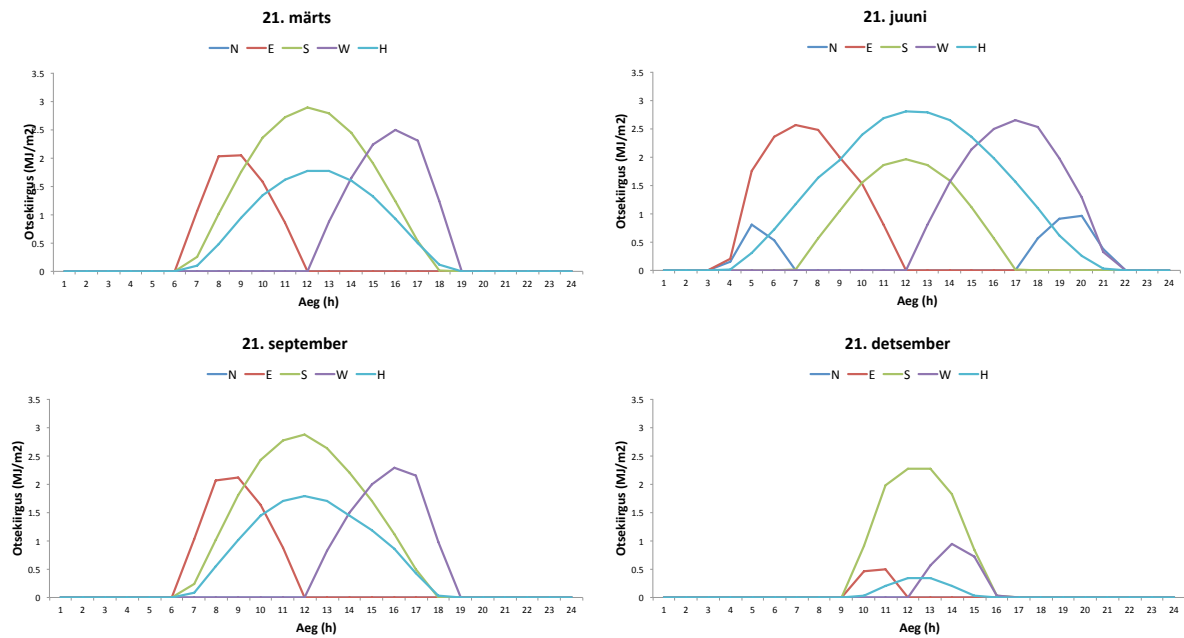 21. märts
N E S W H
Otsekiirgus (MJ/m2)
3.5
3
2.5
2
1.5
1
0.5
0
1 2 3 4 5 6 7 8 9 10 11 12 13 14 15 16 17 18 19 20 21 22 23 24
Aeg (h)
21. juuni
N E S W H
Otsekiirgus (MJ/m2)
3.5
3
2.5
2
1.5
1
0.5
0
1 2 3 4 5 6 7 8 9 10 11 12 13 14 15 16 17 18 19 20 21 22 23 24
Aeg (h)
21. september
N E S W H
Otsekiirgus (MJ/m2)
3.5
3
2.5
2
1.5
1
0.5
0
1 2 3 4 5 6 7 8 9 10 11 12 13 14 15 16 17 18 19 20 21 22 23 24
Aeg (h)
21. detsember
N E S W H
Otsekiirgus (MJ/m2)
3.5
3
2.5
2
1.5
1
0.5
0
1 2 3 4 5 6 7 8 9 10 11 12 13 14 15 16 17 18 19 20 21 22 23 24
Aeg (h)